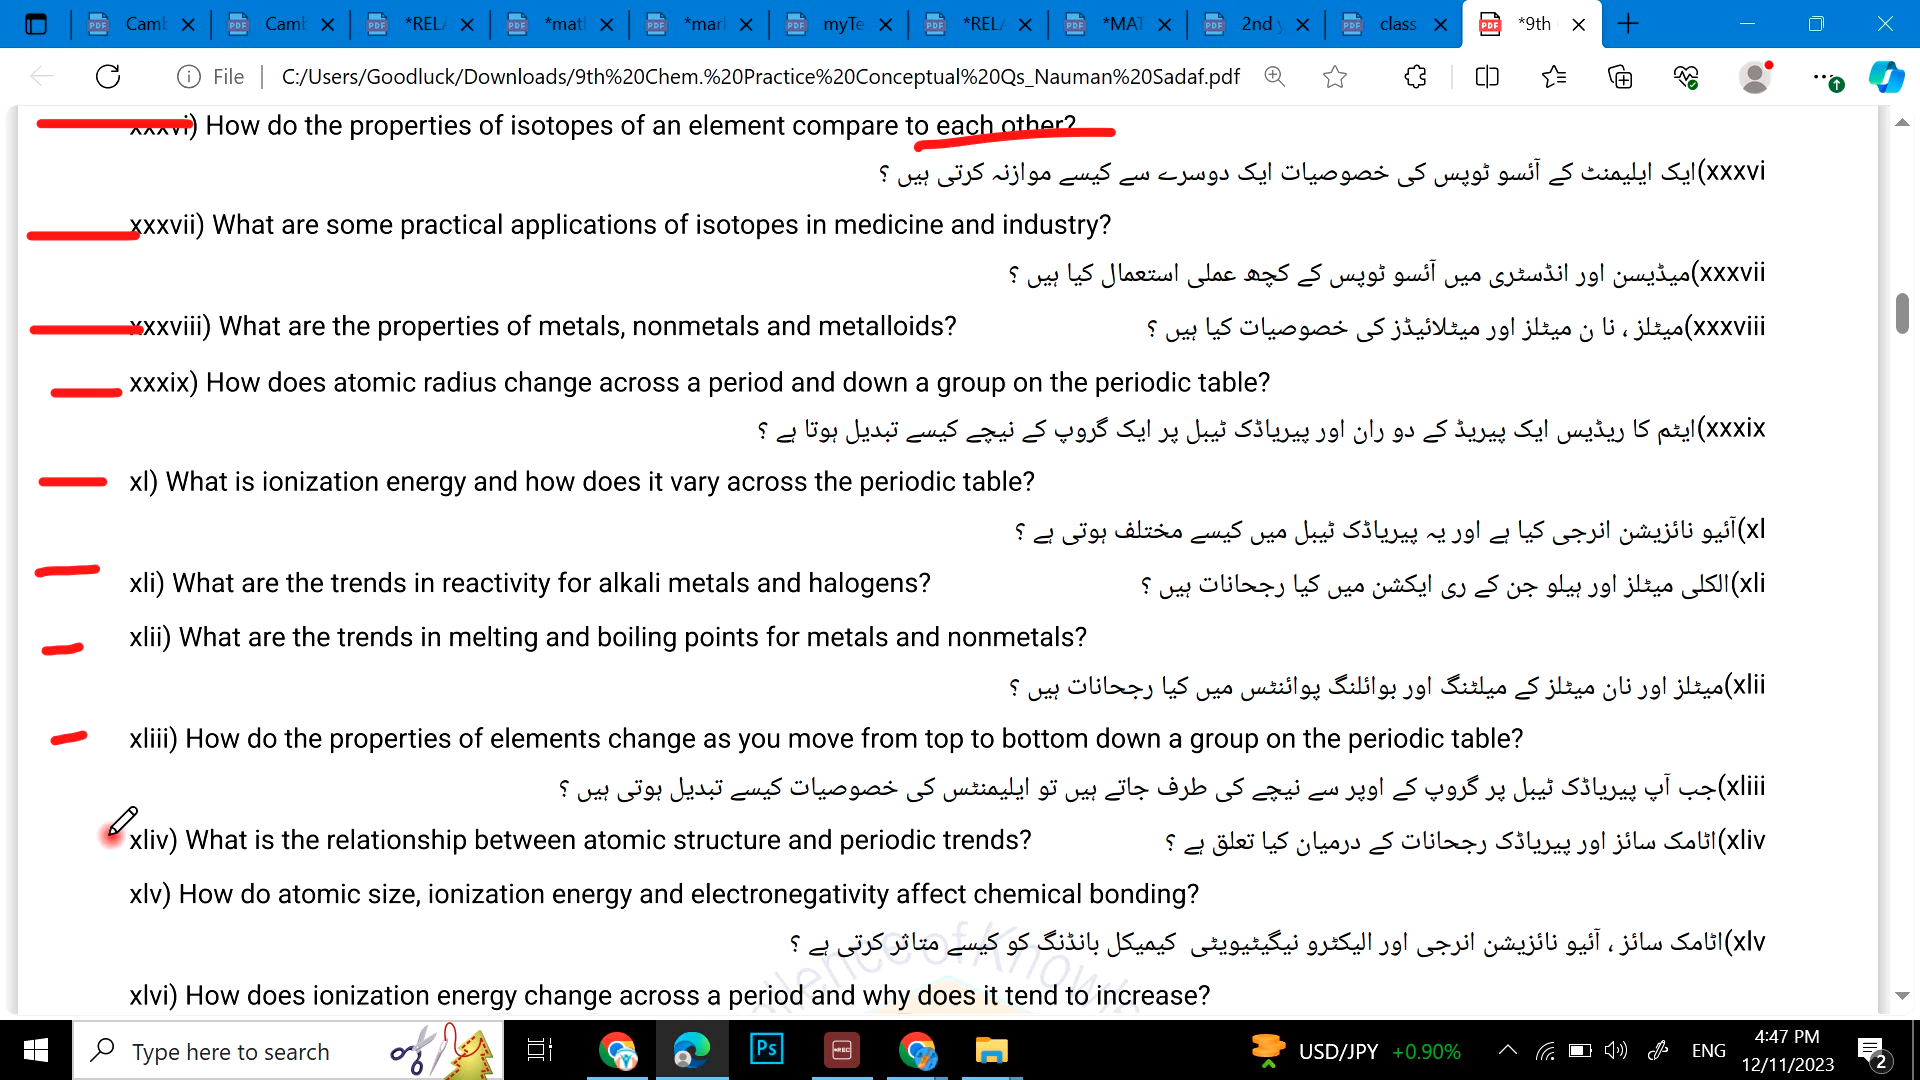 Camb
Camb
*RELA
*math
*mark
myTe
*RELA
*MAT
2nd y
class
*9th
File
C:/Users/Goodluck/Downloads/9th%20Chem.%20Practice%20Conceptual%20Qs_Nauman%20Sadaf.pdf
xxxvi) How do the properties of isotopes of an element compare to each other?
xxxvi)ایک ایلیمنٹ کے آئسو ٹوپس کی خصوصیات ایک دوسرے سے کیسے موازنہ کرتی ہیں ؟
xxxvii) What are some practical applications of isotopes in medicine and industry?
xxxvii)میڈیسن اور انڈسٹری میں آئسو ٹوپس کے کچھ عملی استعمال کیا ہیں ؟
xxxviii) What are the properties of metals, nonmetals and metalloids? xxxviii)میٹلز ، نا ن میٹلز اور میٹلائیڈز کی خصوصیات کیا ہیں ؟
xxxix) How does atomic radius change across a period and down a group on the periodic table?
xxxix)ایٹم کا ریڈیس ایک پیریڈ کے دو ران اور پیریاڈک ٹیبل پر ایک گروپ کے نیچے کیسے تبدیل ہوتا ہے ؟
xl) What is ionization energy and how does it vary across the periodic table?
xl)آئیو نائزیشن انرجی کیا ہے اور یہ پیریاڈک ٹیبل میں کیسے مختلف ہوتی ہے ؟
xli) What are the trends in reactivity for alkali metals and halogens? xli)الکلی میٹلز اور ہیلو جن کے ری ایکشن میں کیا رجحانات ہیں ؟
xlii) What are the trends in melting and boiling points for metals and nonmetals?
xlii)میٹلز اور نان میٹلز کے میلٹنگ اور بوائلنگ پوائنٹس میں کیا رجحانات ہیں ؟
xliii) How do the properties of elements change as you move from top to bottom down a group on the periodic table?
xliii)جب آپ پیریاڈک ٹیبل پر گروپ کے اوپر سے نیچے کی طرف جاتے ہیں تو ایلیمنٹس کی خصوصیات کیسے تبدیل ہوتی ہیں ؟
xliv) What is the relationship between atomic structure and periodic trends? xliv)اٹامک سائز اور پیریاڈک رجحانات کے درمیان کیا تعلق ہے ؟
xlv) How do atomic size, ionization energy and electronegativity affect chemical bonding?
xlv)اٹامک سائز ، آئیو نائزیشن انرجی اور الیکٹرو نیگیٹیویٹی کیمیکل بانڈنگ کو کیسے متاثر کرتی ہے ؟
xlvi) How does ionization energy change across a period and why does it tend to increase?
Type here to search
Ps
REC
USD/JPY +0.90%
ENG
4:47 PM
12/11/2023
2